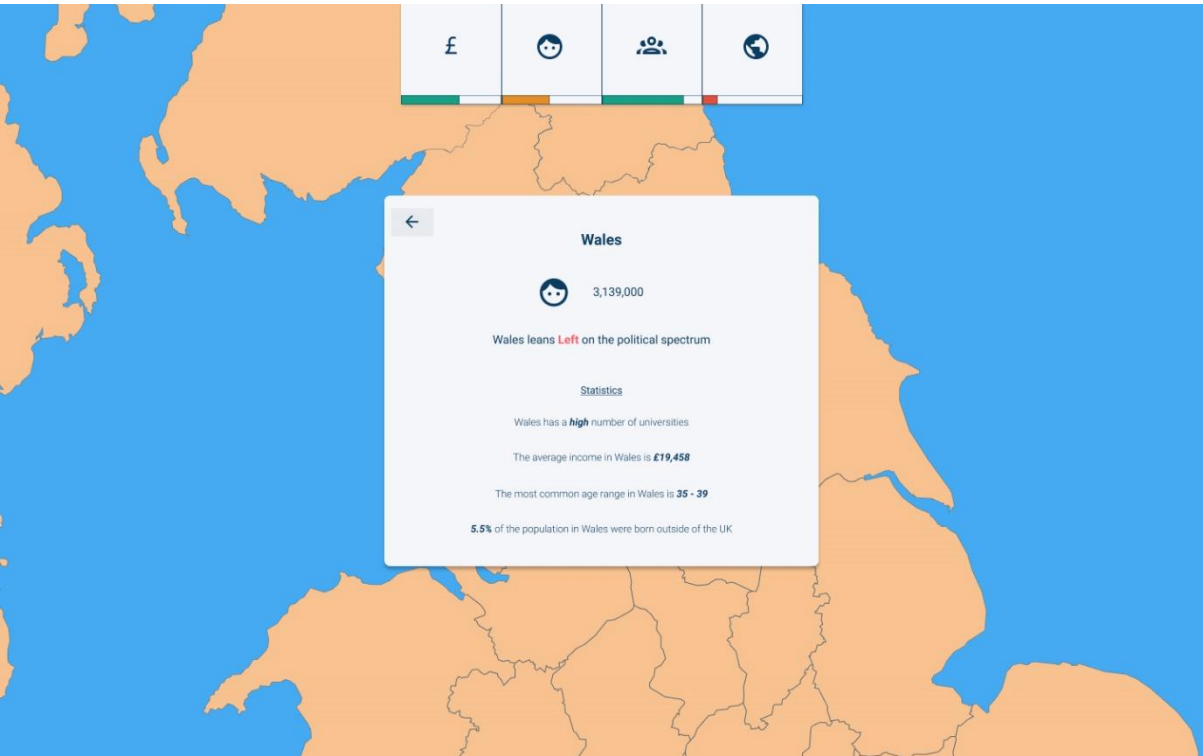 £
Wales
3,139,000
Wales leans Left on the political spectrum
Statistics
Wales has a high number of universities
The average income in Wales is £19,458
The most common age range in Wales is 35 - 39
5.5% of the population in Wales were born outside of the UK